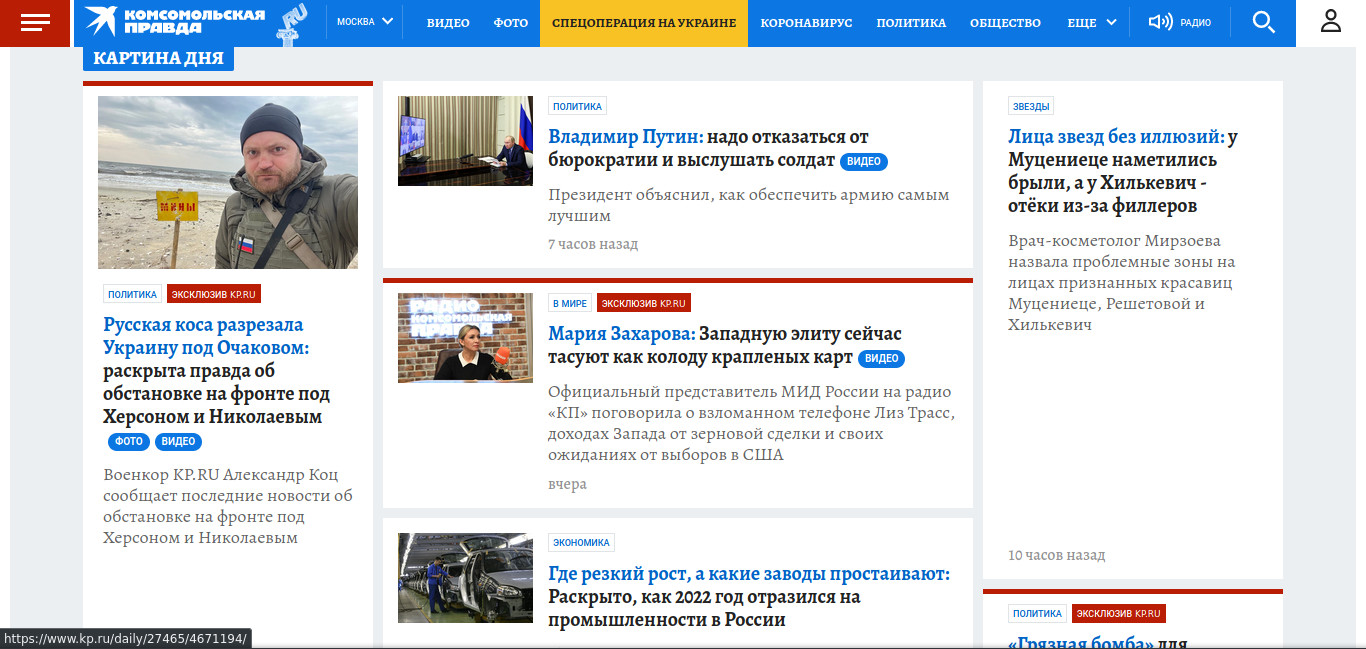 КОМСОМОЛЬСКАЯ
ПРАВДА
.RU
МОСКВА
ВИДЕО
ФОТО
СПЕЦОПЕРАЦИЯ НА УКРАИНЕ
КОРОНАВИРУС
ПОЛИТИКА
ОБЩЕСТВО
ЕЩЕ
РАДИО
КАРТИНА ДНЯ
МИНЫ
ПОЛИТИКА
ЭКСКЛЮЗИВ KP.RU
Русская коса разрезала
Украину под Очаковом:
раскрыта правда об
обстановке на фронте под
Херсоном и Николаевым
ФОТО
ВИДЕО
Военкор KP.RU Александр Коц
сообщает последние новости об
обстановке на фронте под
Херсоном и Николаевым
ПОЛИТИКА
Владимир Путин: надо отказаться от
бюрократии и выслушать солдат ВИДЕО
Президент объяснил, как обеспечить армию самым
лучшим
7 часов назад
РАДИО
КОМСОМОЛЬСКАЯ
ПРАВДА
В МИРЕ
ЭКСКЛЮЗИВ KP.RU
Мария Захарова: Западную элиту сейчас
тасуют как колоду крапленых карт ВИДЕО
Официальный представитель МИД России на радио
«КП» поговорила о взломанном телефоне Лиз Трасс,
доходах Запада от зерновой сделки и своих
ожиданиях от выборов в США
вчера
ЭКОНОМИКА
Где резкий рост, а какие заводы простаивают:
Раскрыто, как 2022 год отразился на
промышленности в России
ЗВЕЗДЫ
Лица звезд без иллюзий: у
Муцениеце наметились
брыли, а у Хилькевич -
отёки из-за филлеров
Врач-косметолог Мирзоева
назвала проблемные зоны на
лицах признанных красавиц
Муцениеце, Решетовой и
Хилькевич
10 часов назад
ПОЛИТИКА
ЭКСКЛЮЗИВ KP.RU
«Грязная бомба» для
https://www.kp.ru/daily/27465/4671194/